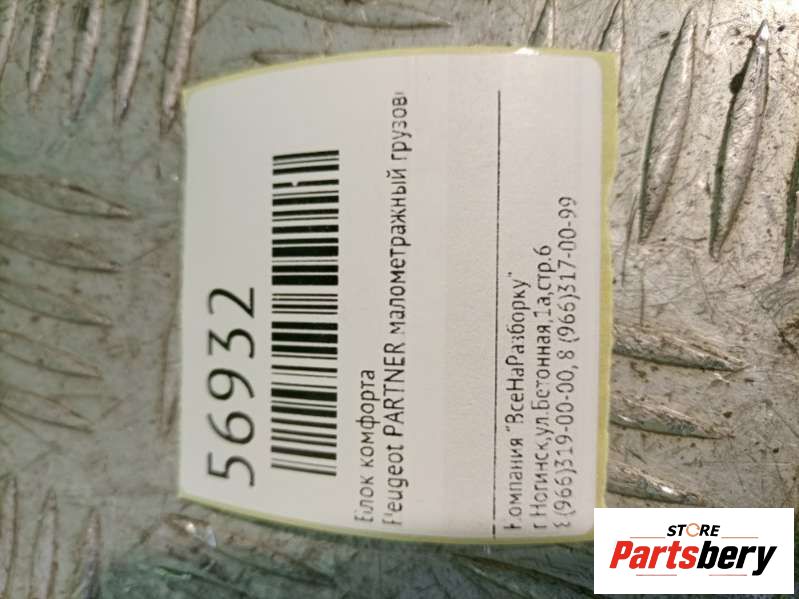 56932
Блок комфорта
Peugeot PARTNER малометражный грузов
Компания "ВсеНаРазборку"
г.Ногинск,ул.Бетонная,1а,стр.6
8 (966)319-00-00, 8 (966)317-00-99
STORE
Partsbery